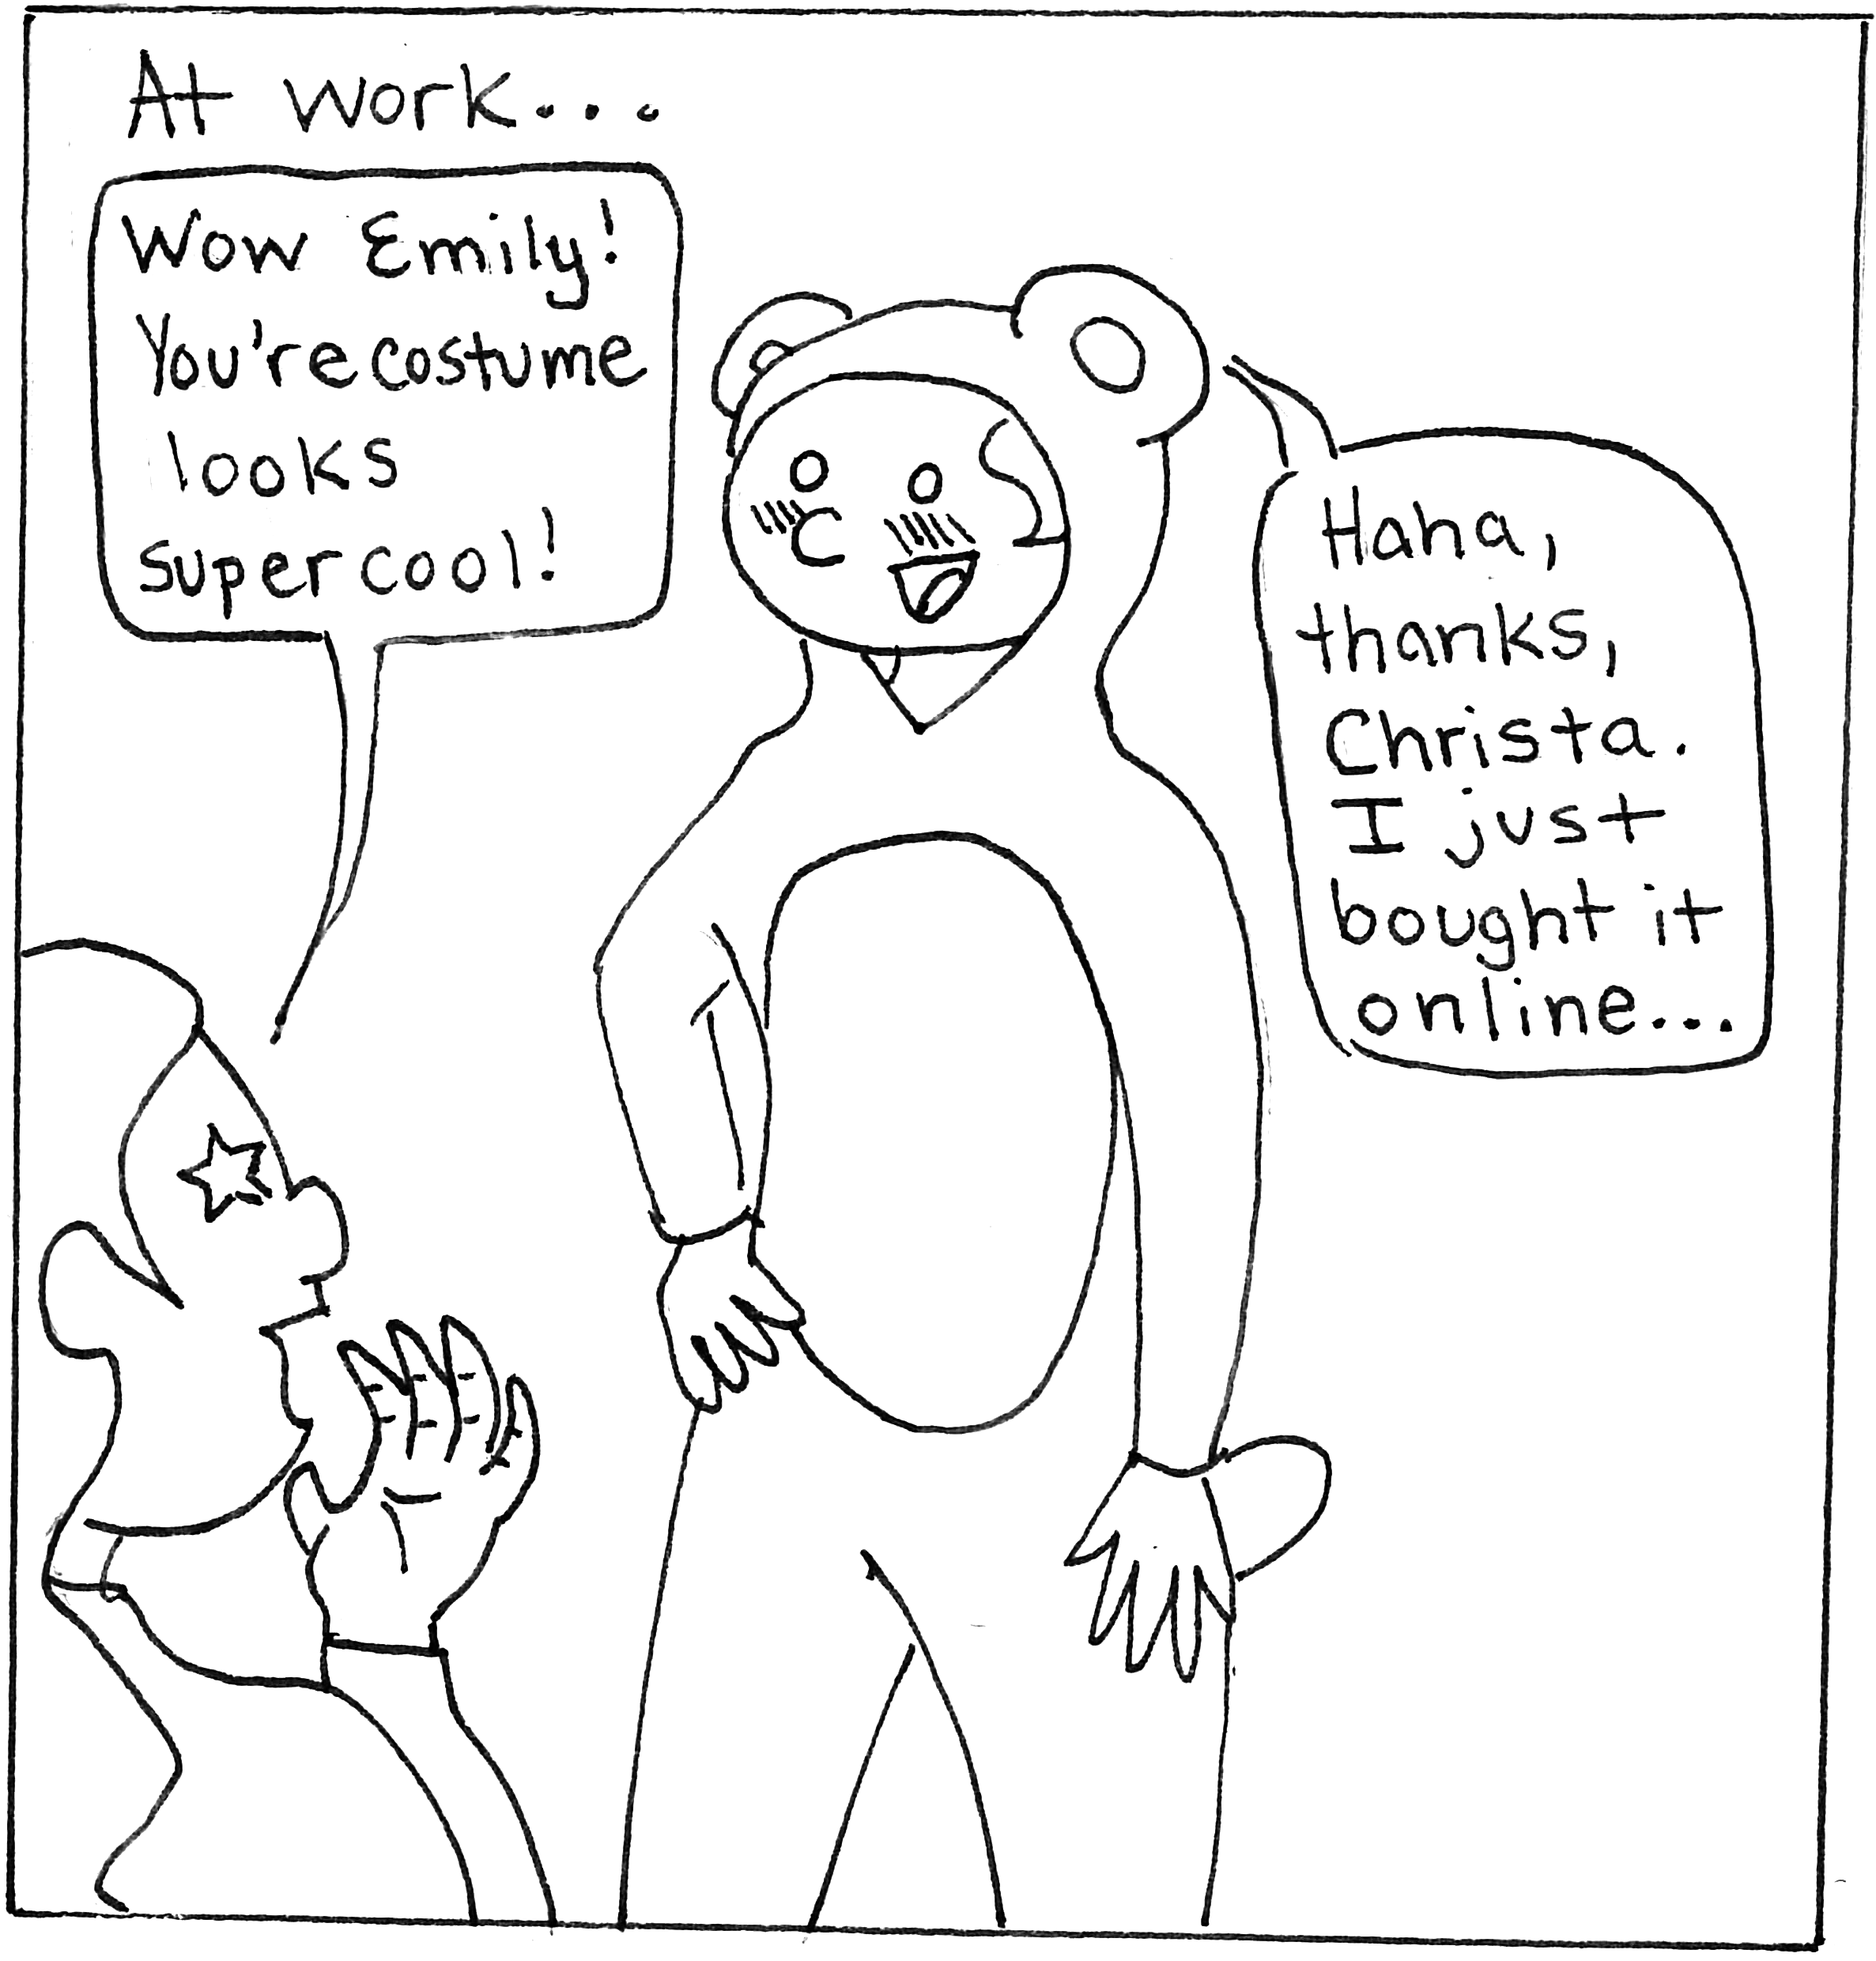 At work...
Wow Emily!
You're costume
looks
super cool!
Haha,
thanks,
Christa.
I just
bought it
online...